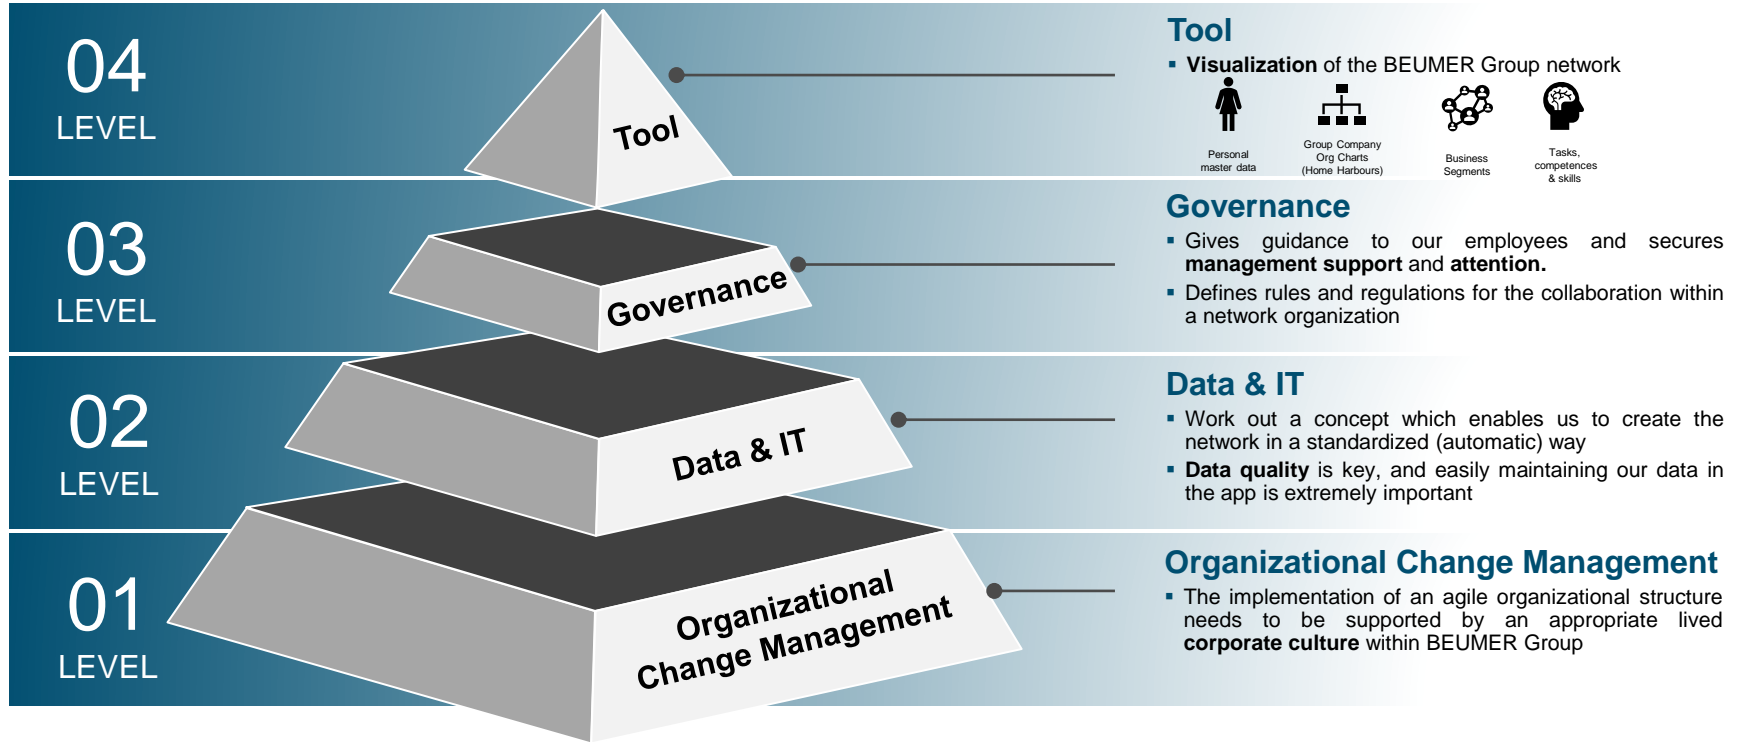 04
LEVEL
Tool
Tool
▪ Visualization of the BEUMER Group network
Personal
master data
Group Company
Org Charts
(Home Harbours)
Business
Segments
Tasks,
competences
& skills
03
LEVEL
Governance
Governance
▪ Gives guidance to our employees and secures
management support and attention.
▪ Defines rules and regulations for the collaboration within
a network organization
02
LEVEL
Data & IT
Data & IT
▪ Work out a concept which enables us to create the
network in a standardized (automatic) way
▪ Data quality is key, and easily maintaining our data in
the app is extremely important
01
LEVEL
Organizational
Change Management
Organizational Change Management
▪ The implementation of an agile organizational structure
needs to be supported by an appropriate lived
corporate culture within BEUMER Group